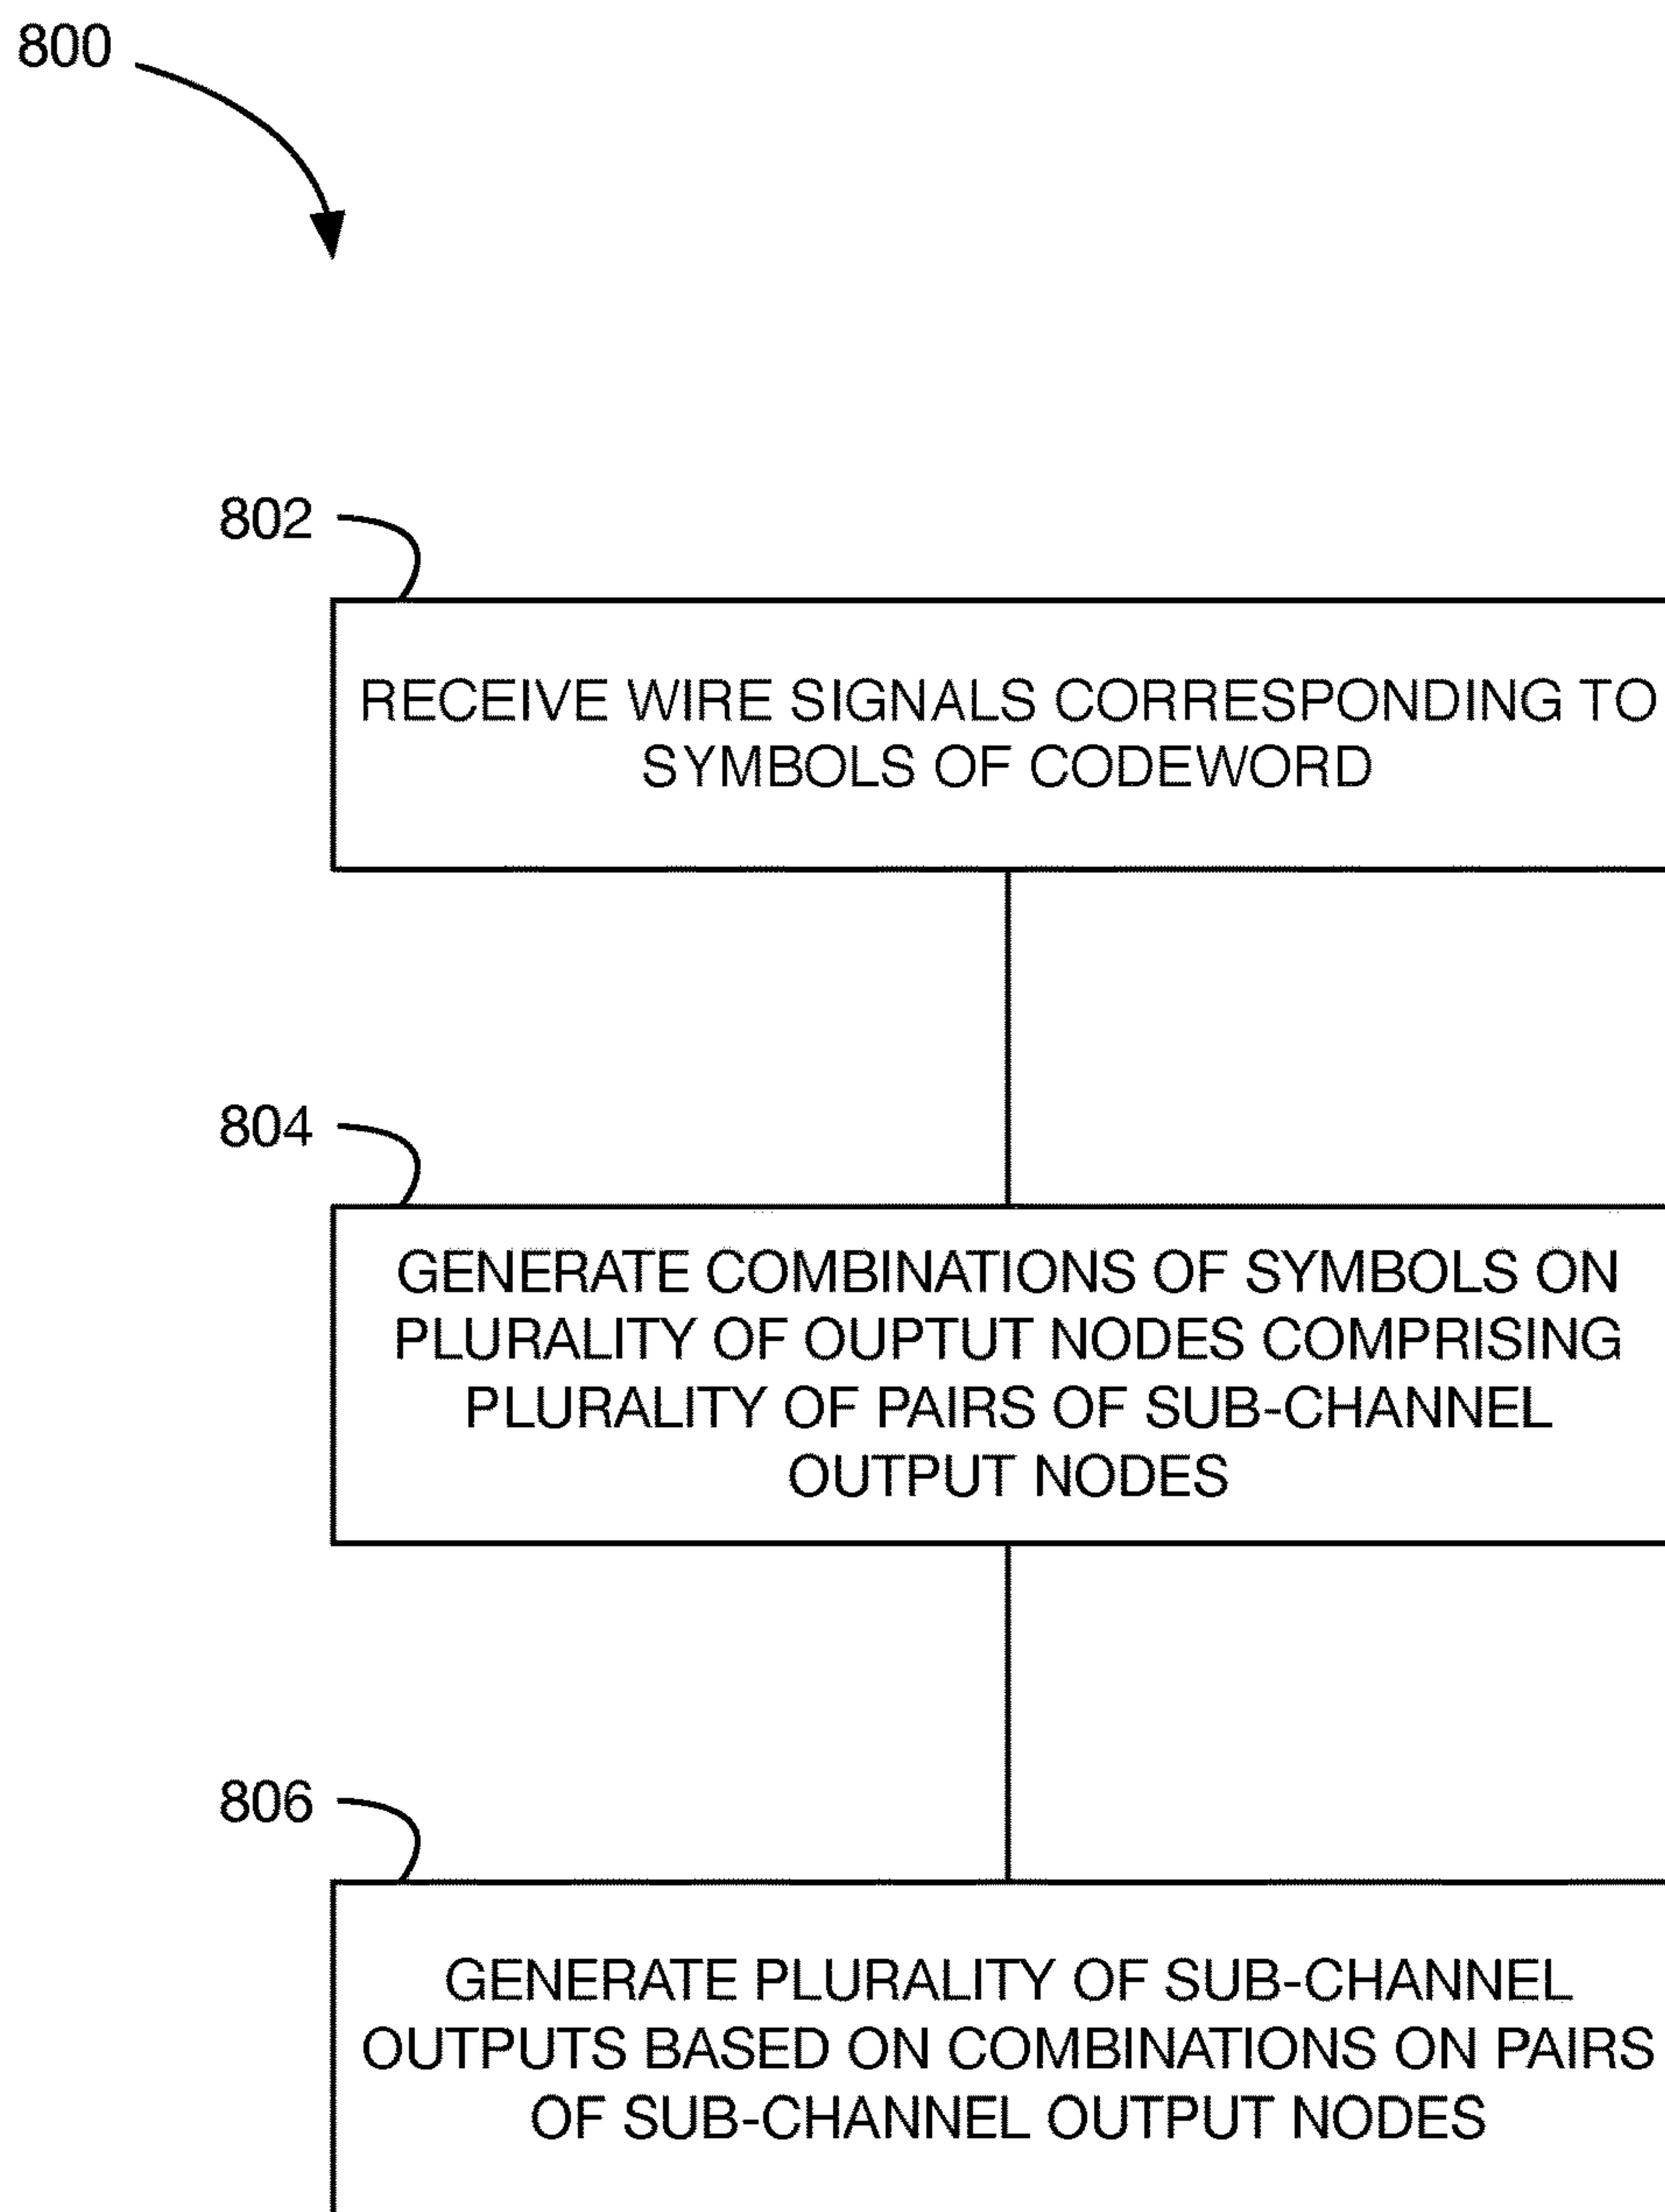 800
802
RECEIVE WIRE SIGNALS CORRESPONDING TO
SYMBOLS OF CODEWORD
804
GENERATE COMBINATIONS OF SYMBOLS ON
PLURALITY OF OUPTUT NODES COMPRISING
PLURALITY OF PAIRS OF SUB-CHANNEL
OUTPUT NODES
806
GENERATE PLURALITY OF SUB-CHANNEL
OUTPUTS BASED ON COMBINATIONS ON PAIRS
OF SUB-CHANNEL OUTPUT NODES